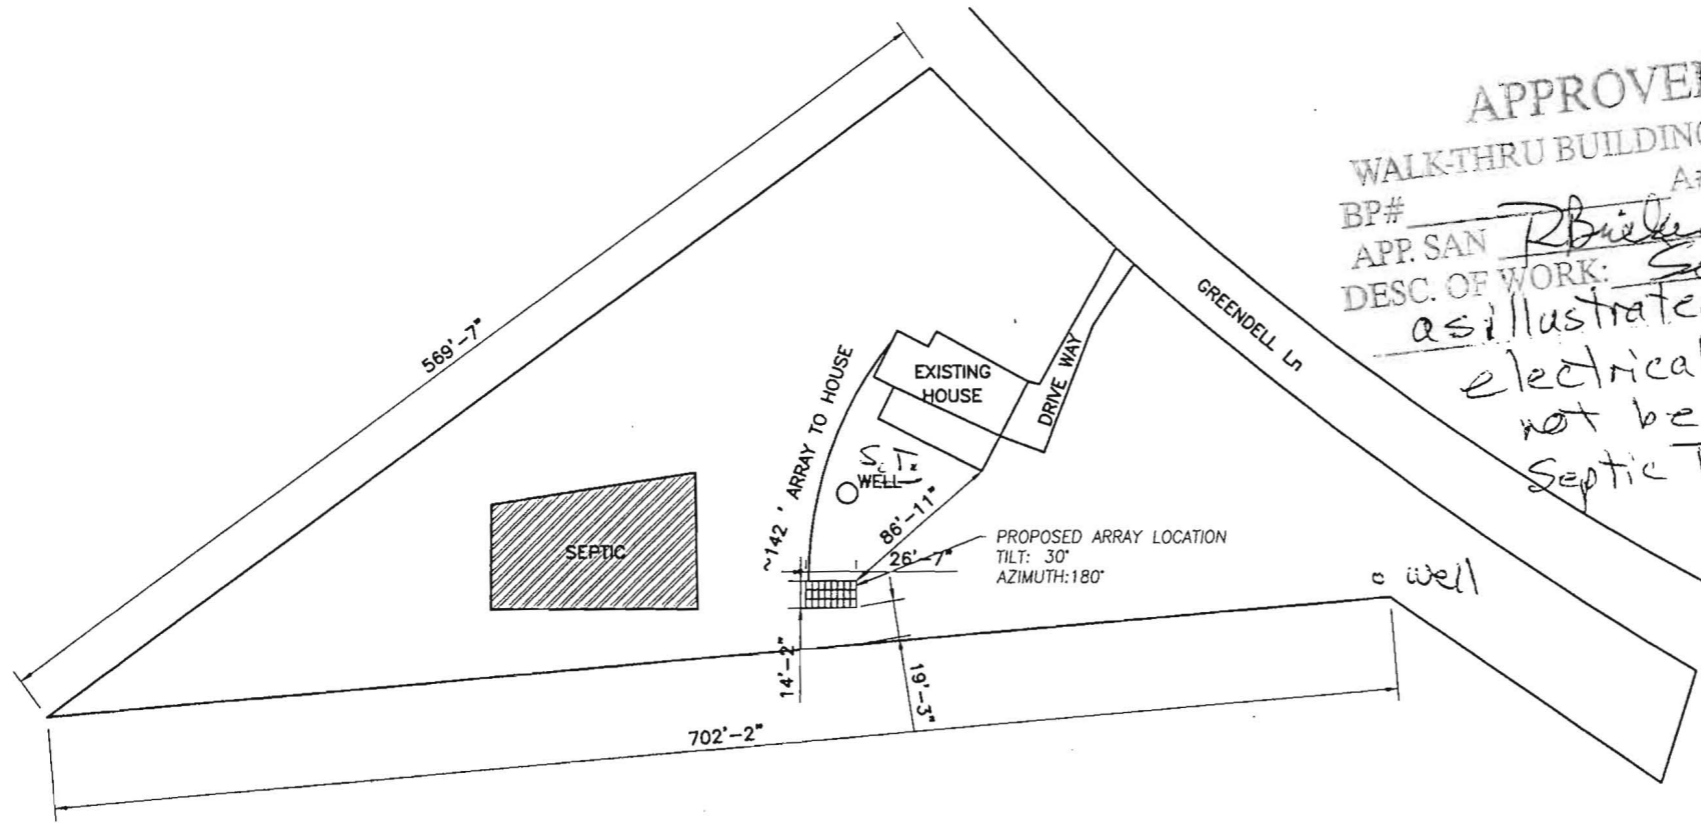 APPROVE
WALK-THRU BUILDING
BP# A#
APP. SAN
DESC. OF WORK:
as illustrate
electrical
not be
Septic
569'-7"
GREENDELL Ln
EXISTING
HOUSE
DRIVE WAY
~142 ' ARRAY TO HOUSE
S.T.
WELL
86'-11"
SEPTIC
26'-7"
PROPOSED ARRAY LOCATION
TILT: 30°
AZIMUTH:180°
well
14'-2"
19'-3"
702'-2"